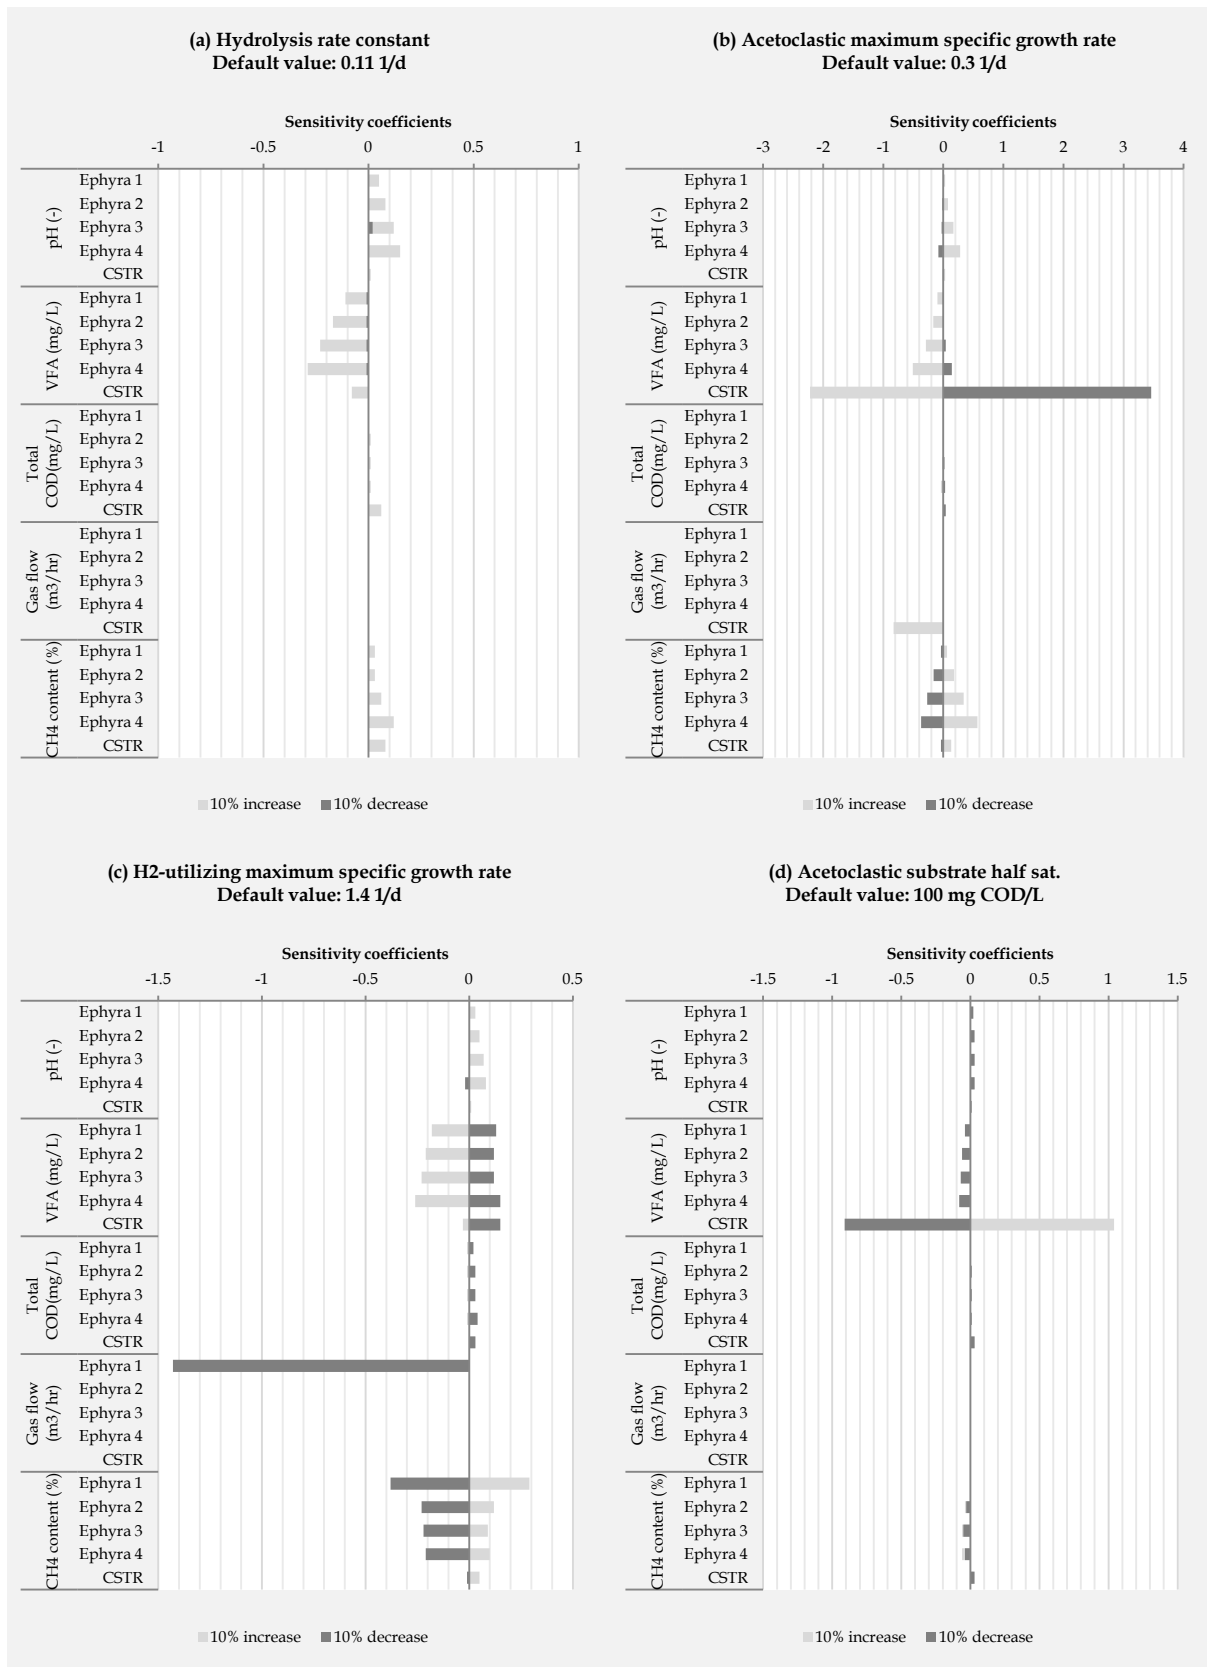 (a) Hydrolysis rate constant
Default value: 0.11 1/d
Sensitivity coefficients
-1 -0.5 0 0.5 1
pH (-)
Ephyra 1
Ephyra 2
Ephyra 3
Ephyra 4
CSTR
VFA (mg/L)
Ephyra 1
Ephyra 2
Ephyra 3
Ephyra 4
CSTR
Total
COD(mg/L)
Ephyra 1
Ephyra 2
Ephyra 3
Ephyra 4
CSTR
Gas flow
(m3/hr)
Ephyra 1
Ephyra 2
Ephyra 3
Ephyra 4
CSTR
CH4 content (%)
Ephyra 1
Ephyra 2
Ephyra 3
Ephyra 4
CSTR
10% increase 10% decrease
(b) Acetoclastic maximum specific growth rate
Default value: 0.3 1/d
Sensitivity coefficients
-3 -2 -1 0 1 2 3 4
pH (-)
Ephyra 1
Ephyra 2
Ephyra 3
Ephyra 4
CSTR
VFA (mg/L)
Ephyra 1
Ephyra 2
Ephyra 3
Ephyra 4
CSTR
Total
COD(mg/L)
Ephyra 1
Ephyra 2
Ephyra 3
Ephyra 4
CSTR
Gas flow
(m3/hr)
Ephyra 1
Ephyra 2
Ephyra 3
Ephyra 4
CSTR
CH4 content (%)
Ephyra 1
Ephyra 2
Ephyra 3
Ephyra 4
CSTR
10% increase 10% decrease
(c) H2-utilizing maximum specific growth rate
Default value: 1.4 1/d
Sensitivity coefficients
-1.5 -1 -0.5 0 0.5
pH (-)
Ephyra 1
Ephyra 2
Ephyra 3
Ephyra 4
CSTR
VFA (mg/L)
Ephyra 1
Ephyra 2
Ephyra 3
Ephyra 4
CSTR
Total
COD(mg/L)
Ephyra 1
Ephyra 2
Ephyra 3
Ephyra 4
CSTR
Gas flow
(m3/hr)
Ephyra 1
Ephyra 2
Ephyra 3
Ephyra 4
CSTR
CH4 content (%)
Ephyra 1
Ephyra 2
Ephyra 3
Ephyra 4
CSTR
10% increase 10% decrease
(d) Acetoclastic substrate half sat.
Default value: 100 mg COD/L
Sensitivity coefficients
-1.5 -1 -0.5 0 0.5 1 1.5
pH (-)
Ephyra 1
Ephyra 2
Ephyra 3
Ephyra 4
CSTR
VFA (mg/L)
Ephyra 1
Ephyra 2
Ephyra 3
Ephyra 4
CSTR
Total
COD(mg/L)
Ephyra 1
Ephyra 2
Ephyra 3
Ephyra 4
CSTR
Gas flow
(m3/hr)
Ephyra 1
Ephyra 2
Ephyra 3
Ephyra 4
CSTR
CH4 content (%)
Ephyra 1
Ephyra 2
Ephyra 3
Ephyra 4
CSTR
10% increase 10% decrease